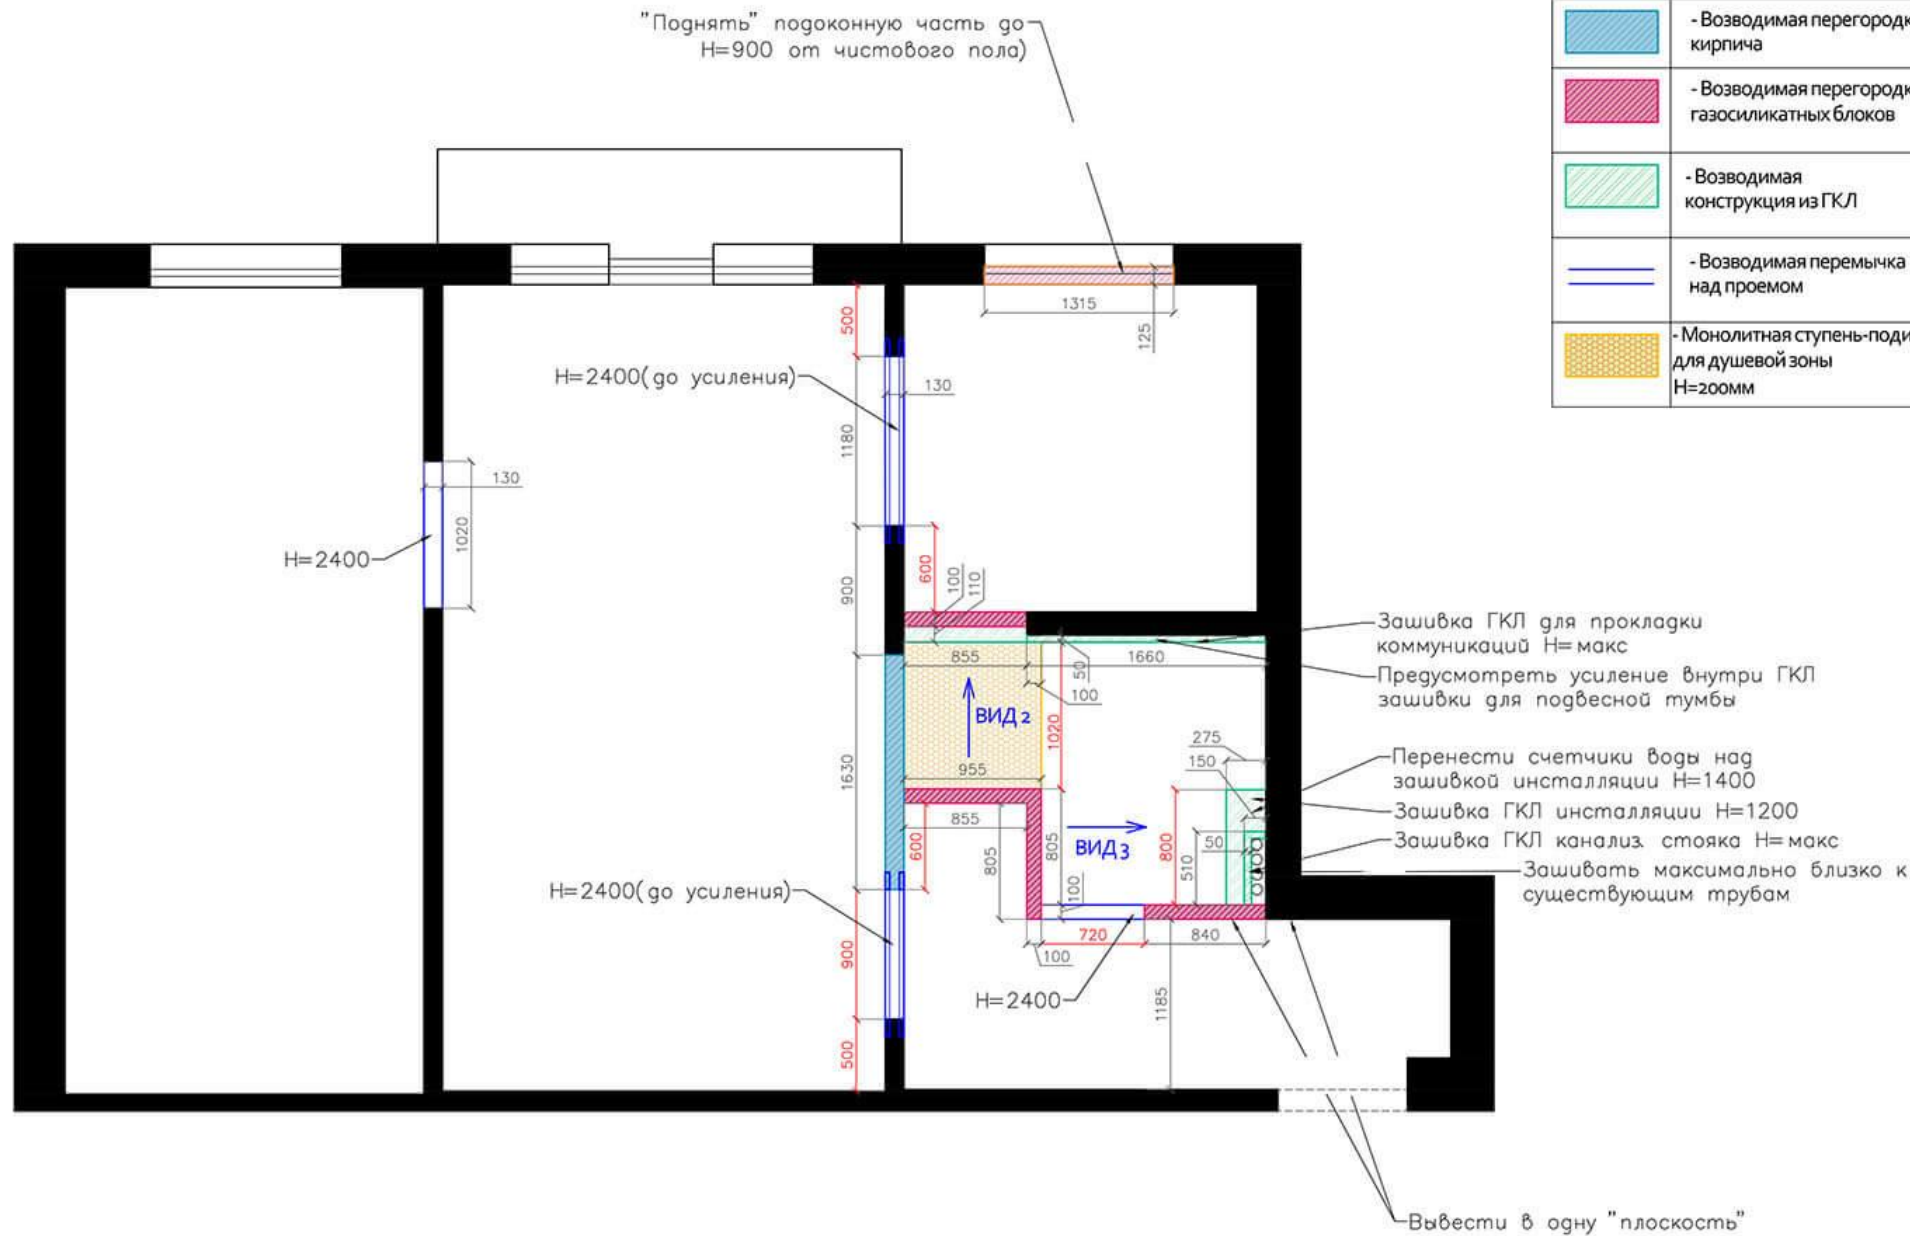 "Поднять" подоконную часть до
H=900 от чистового пола)
- Возводимая перегородк
кирпича
- Возводимая перегородк
газосиликатных блоков
- Возводимая
конструкция из ГКЛ
- Возводимая перемычка
над проемом
- Монолитная ступень-поди
для душевой зоны
H=200мм
1315
125
500
H=2400(до усиления)
130
1180
130
1020
H=2400
900
600
100
110
Зашивка ГКЛ для прокладки
коммуникаций H=макс
Предусмотреть усиление внутри ГКЛ
зашивки для подвесной тумбы
855
1660
50
100
ВИД 2
1020
955
1630
275
150
Перенести счетчики воды над
зашивкой инсталляции H=1400
Зашивка ГКЛ инсталляции H=1200
Зашивка ГКЛ канализ. стояка H=макс
Зашивать максимально близко к
существующим трубам
855
600
805
805
ВИД 3
800
510
50
100
H=2400(до усиления)
900
720
840
100
H=2400
1185
500
Вывести в одну "плоскость"